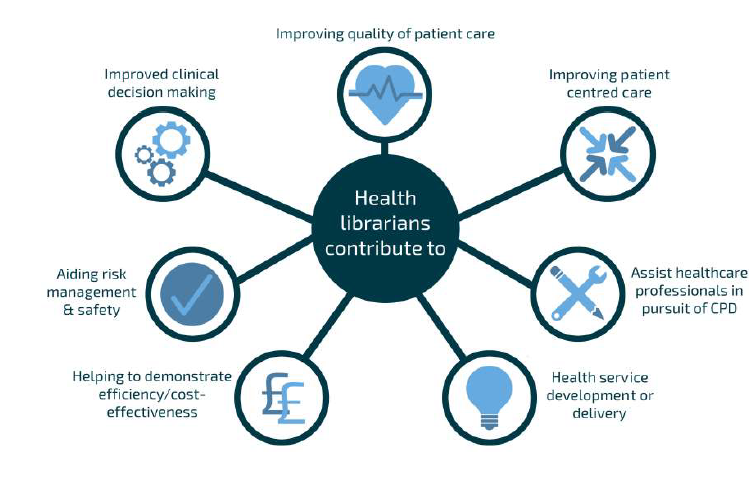 Improving quality of patient care
Improved clinical
decision making
Improving patient
centred care
Health
librarians
contribute to
Aiding risk
management
& safety
Assist healthcare
professionals in
pursuit of CPD
Helping to demonstrate
efficiency/cost-
effectiveness
££
Health service
development or
delivery